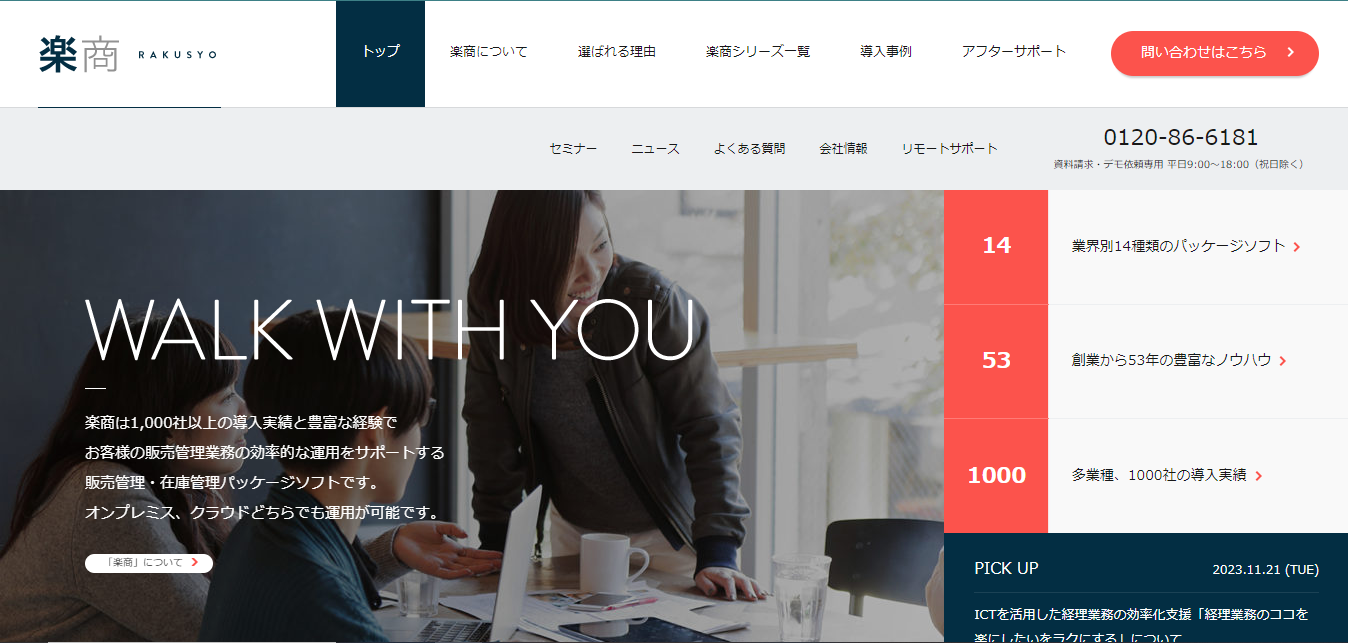 楽商 RAKUSYO
トップ
楽商について
選ばれる理由
楽商シリーズ一覧
導入事例
アフターサポート
問い合わせはこちら
セミナー
ニュース
よくある質問
会社情報
リモートサポート
0120-86-6181
資料請求・デモ依頼専用 平日9:00～18:00（祝日除く）
WALK WITH YOU
楽商は1,000社以上の導入実績と豊富な経験で
お客様の販売管理業務の効率的な運用をサポートする
販売管理・在庫管理パッケージソフトです。
オンプレミス、クラウドどちらでも運用が可能です。
「楽商」について
14
業界別14種類のパッケージソフト
53
創業から53年の豊富なノウハウ
1000
多業種、1000社の導入実績
PICK UP
2023.11.21 (TUE)
ICTを活用した経理業務の効率化支援「経理業務のココを
楽にしたいをラクにする」について